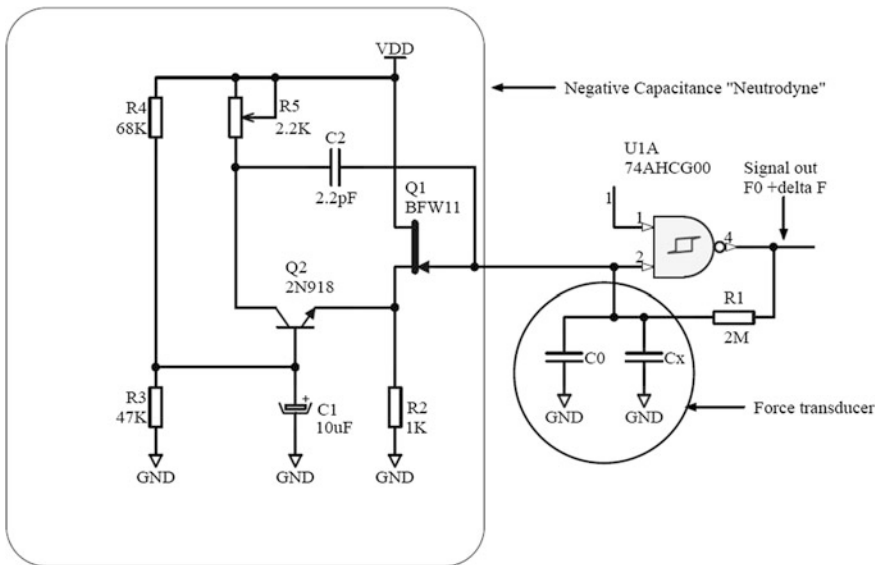 VDD
Negative Capacitance "Neutrodyne"
R4
68K
R5
2.2K
C2
2.2pF
Q1
BFW11
U1A
74AHCG00
Signal out
F0 +delta F
1
1
2
4
Q2
2N918
R1
2M
C0
Cx
GND
GND
Force transducer
R3
47K
+
C1
10uF
R2
1K
GND
GND
GND